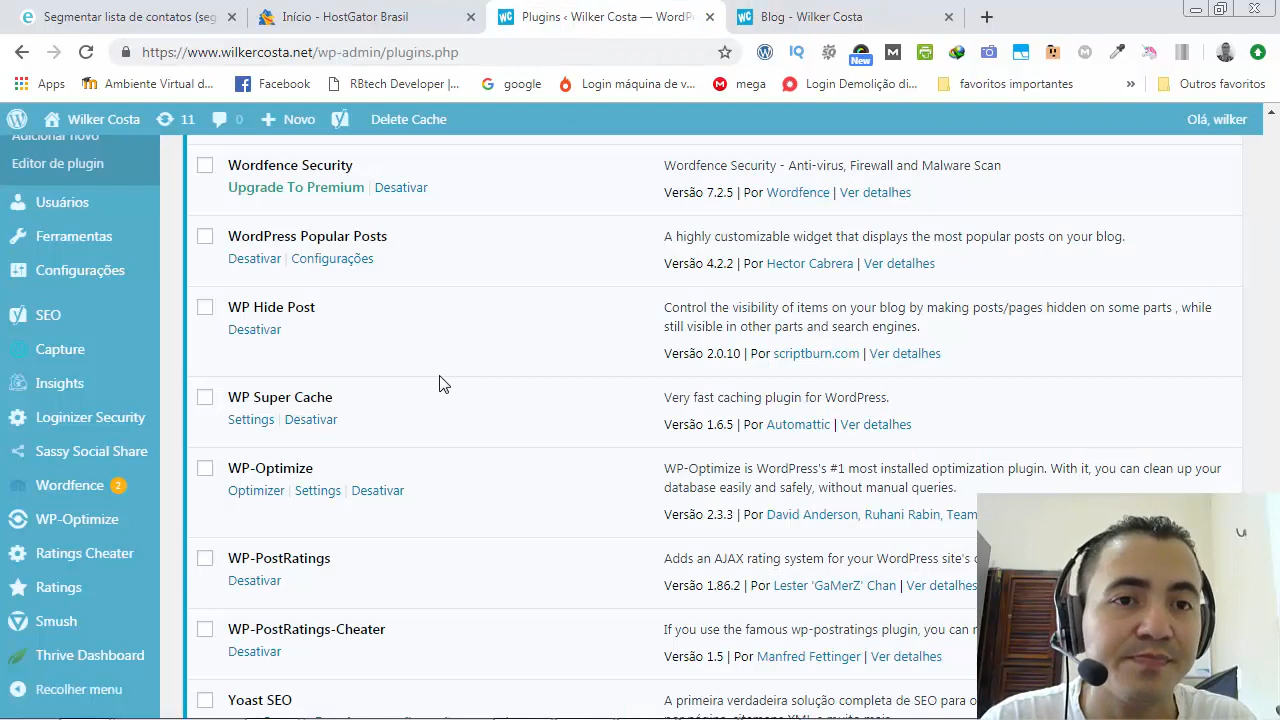 Segmentar lista de contatos (seg
Início - HostGator Brasil
Plugins ‹ Wilker Costa — WordPr
Blog - Wilker Costa
https://www.wilkercosta.net/wp-admin/plugins.php
New
Apps
Ambiente Virtual d...
Facebook
RBtech Developer |...
google
Login máquina de v...
mega
Login Demolição di...
favoritos importantes
»
Outros favoritos
Wilker Costa
11
0
Novo
Delete Cache
Olá, wilker
Adicionar novo
Editor de plugin
Usuários
Ferramentas
Configurações
SEO
Capture
Insights
Loginizer Security
Sassy Social Share
Wordfence 2
WP-Optimize
Ratings Cheater
Ratings
Smush
Thrive Dashboard
Recolher menu
Wordfence Security
Upgrade To Premium | Desativar
Wordfence Security - Anti-virus, Firewall and Malware Scan
Versão 7.2.5 | Por Wordfence | Ver detalhes
WordPress Popular Posts
Desativar | Configurações
A highly customizable widget that displays the most popular posts on your blog.
Versão 4.2.2 | Por Hector Cabrera | Ver detalhes
WP Hide Post
Desativar
Control the visibility of items on your blog by making posts/pages hidden on some parts , while
still visible in other parts and search engines.
Versão 2.0.10 | Por scriptburn.com | Ver detalhes
WP Super Cache
Settings | Desativar
Very fast caching plugin for WordPress.
Versão 1.6.5 | Por Automattic | Ver detalhes
WP-Optimize
Optimizer | Settings | Desativar
WP-Optimize is WordPress's #1 most installed optimization plugin. With it, you can clean up your
database easily and safely, without manual queries.
Versão 2.3.3 | Por David Anderson, Ruhani Rabin, Team
WP-PostRatings
Desativar
Adds an AJAX rating system for your WordPress site's c
Versão 1.86.2 | Por Lester 'GaMerZ' Chan | Ver detalhes
WP-PostRatings-Cheater
Desativar
If you use the famous wp-postratings plugin, you can r
Versão 1.5 | Por Manfred Fettinger | Ver detalhes
Yoast SEO
A primeira verdadeira solução completa de SEO para o